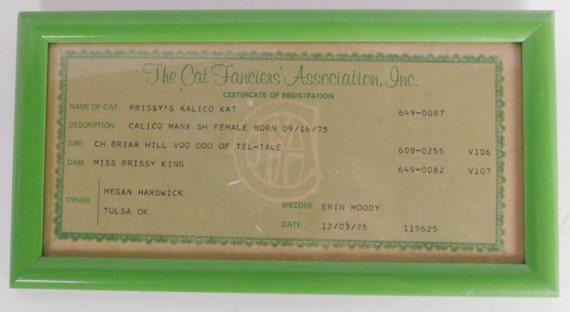 The Cat Fanciers' Association, Inc.
CERTIFICATE OF REGISTRATION
NAME OF CAT: PRISSY'S KALICO KAT 649-0087
DESCRIPTION: CALICO MANX SH FEMALE BORN 09/16/75
SIRE: CH BRIAR HILL VOO DOO OF TEL-TALE 608-0255 V106
DAM: MISS PRISSY KING 649-0082 V107
OWNER MEGAN HARDWICK
TULSA OK
BREEDER: ERIN MOODY
DATE: 12/03/75 119625
CFA